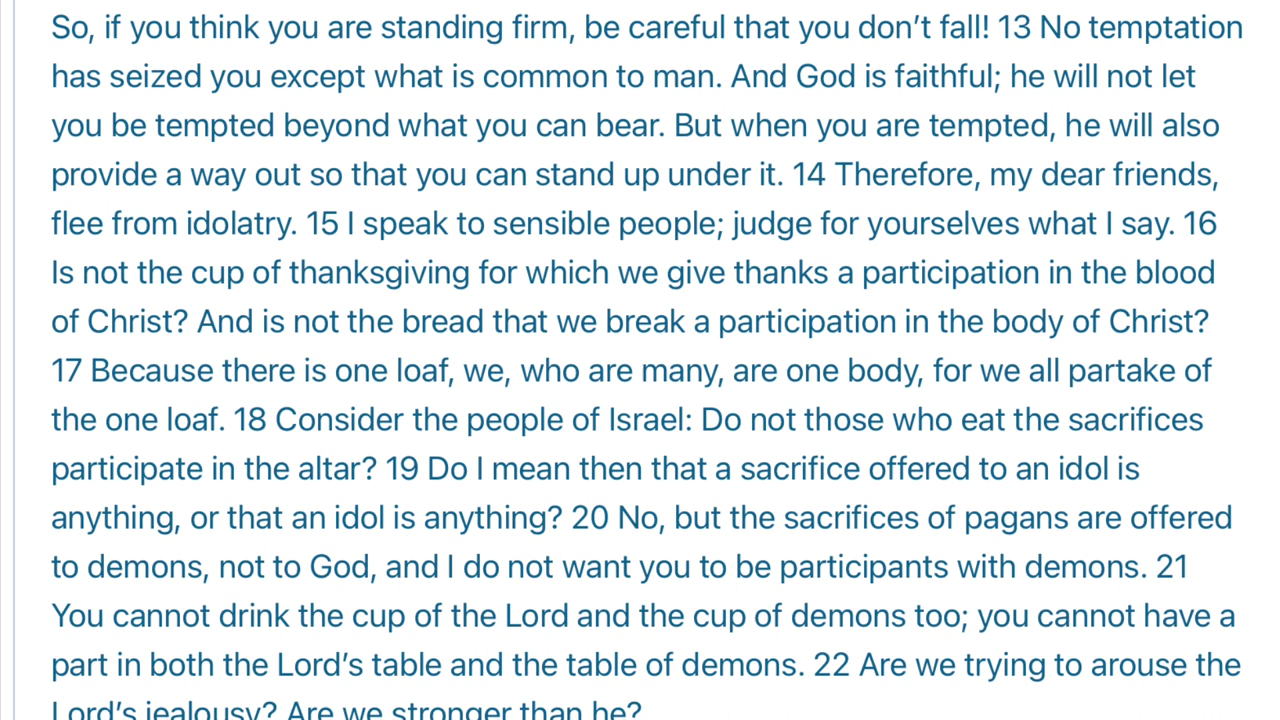 So, if you think you are standing firm, be careful that you don’t fall! 13 No temptation
has seized you except what is common to man. And God is faithful; he will not let
you be tempted beyond what you can bear. But when you are tempted, he will also
provide a way out so that you can stand up under it. 14 Therefore, my dear friends,
flee from idolatry. 15 I speak to sensible people; judge for yourselves what I say. 16
Is not the cup of thanksgiving for which we give thanks a participation in the blood
of Christ? And is not the bread that we break a participation in the body of Christ?
17 Because there is one loaf, we, who are many, are one body, for we all partake of
the one loaf. 18 Consider the people of Israel: Do not those who eat the sacrifices
participate in the altar? 19 Do I mean then that a sacrifice offered to an idol is
anything, or that an idol is anything? 20 No, but the sacrifices of pagans are offered
to demons, not to God, and I do not want you to be participants with demons. 21
You cannot drink the cup of the Lord and the cup of demons too; you cannot have a
part in both the Lord’s table and the table of demons. 22 Are we trying to arouse the
Lord’s jealousy? Are we stronger than he?